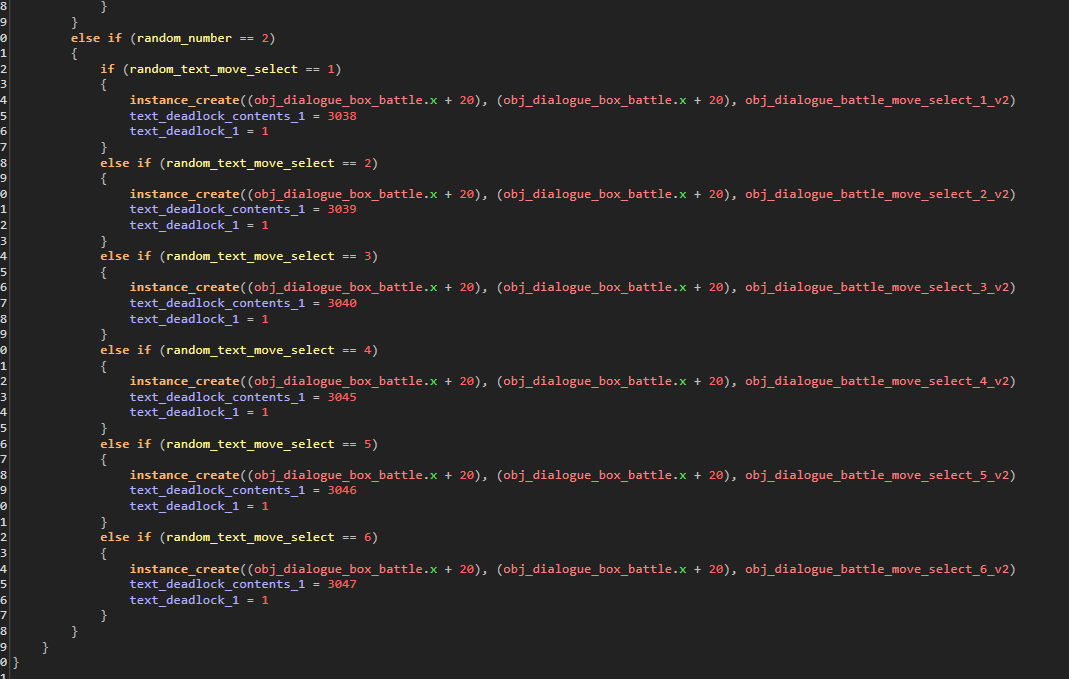 8            }
9        }
0        else if (random_number == 2)
1        {
2            if (random_text_move_select == 1)
3            {
4                instance_create((obj_dialogue_box_battle.x + 20), (obj_dialogue_box_battle.x + 20), obj_dialogue_battle_move_select_1_v2)
5                text_deadlock_contents_1 = 3038
6                text_deadlock_1 = 1
7            }
8            else if (random_text_move_select == 2)
9            {
0                instance_create((obj_dialogue_box_battle.x + 20), (obj_dialogue_box_battle.x + 20), obj_dialogue_battle_move_select_2_v2)
1                text_deadlock_contents_1 = 3039
2                text_deadlock_1 = 1
3            }
4            else if (random_text_move_select == 3)
5            {
6                instance_create((obj_dialogue_box_battle.x + 20), (obj_dialogue_box_battle.x + 20), obj_dialogue_battle_move_select_3_v2)
7                text_deadlock_contents_1 = 3040
8                text_deadlock_1 = 1
9            }
0            else if (random_text_move_select == 4)
1            {
2                instance_create((obj_dialogue_box_battle.x + 20), (obj_dialogue_box_battle.x + 20), obj_dialogue_battle_move_select_4_v2)
3                text_deadlock_contents_1 = 3045
4                text_deadlock_1 = 1
5            }
6            else if (random_text_move_select == 5)
7            {
8                instance_create((obj_dialogue_box_battle.x + 20), (obj_dialogue_box_battle.x + 20), obj_dialogue_battle_move_select_5_v2)
9                text_deadlock_contents_1 = 3046
0                text_deadlock_1 = 1
1            }
2            else if (random_text_move_select == 6)
3            {
4                instance_create((obj_dialogue_box_battle.x + 20), (obj_dialogue_box_battle.x + 20), obj_dialogue_battle_move_select_6_v2)
5                text_deadlock_contents_1 = 3047
6                text_deadlock_1 = 1
7            }
8        }
9    }
0}
1